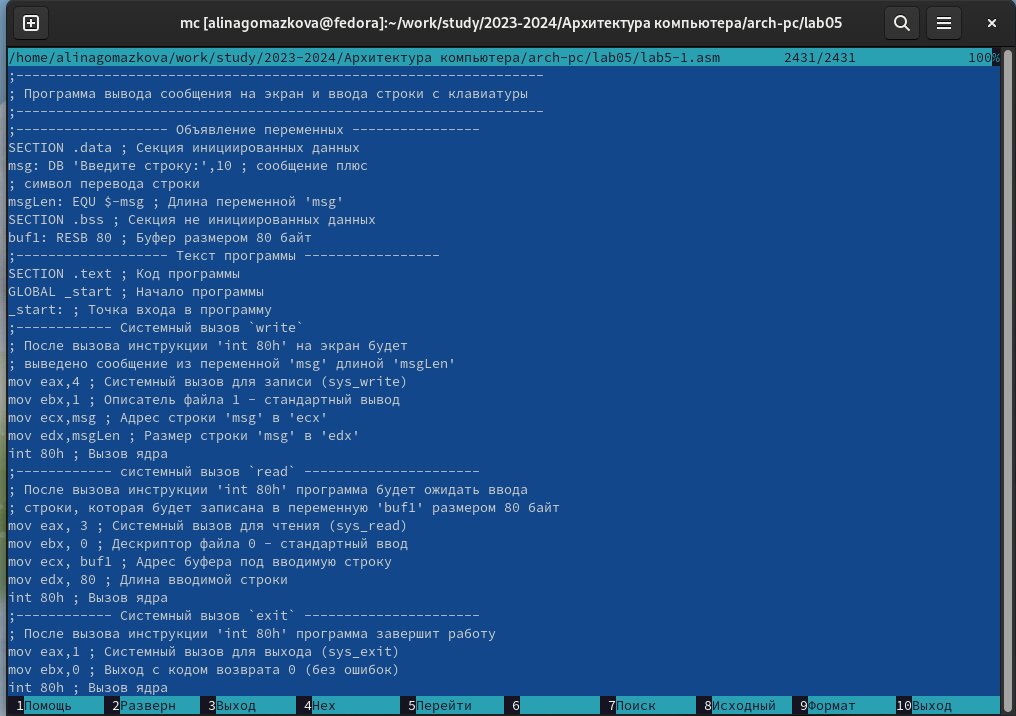 mc [alinagomazkova@fedora]:~/work/study/2023-2024/Архитектура компьютера/arch-pc/lab05
/home/alinagomazkova/work/study/2023-2024/Архитектура компьютера/arch-pc/lab05/lab5-1.asm 2431/2431 100%
;------------------------------------------------------------------
; Программа вывода сообщения на экран и ввода строки с клавиатуры
;------------------------------------------------------------------
;------------------- Объявление переменных ----------------
SECTION .data ; Секция инициированных данных
msg: DB 'Введите строку:',10 ; сообщение плюс
; символ перевода строки
msgLen: EQU $-msg ; Длина переменной 'msg'
SECTION .bss ; Секция не инициированных данных
buf1: RESB 80 ; Буфер размером 80 байт
;------------------- Текст программы -----------------
SECTION .text ; Код программы
GLOBAL _start ; Начало программы
_start: ; Точка входа в программу
;------------ Системный вызов `write`
; После вызова инструкции 'int 80h' на экран будет
; выведено сообщение из переменной 'msg' длиной 'msgLen'
mov eax,4 ; Системный вызов для записи (sys_write)
mov ebx,1 ; Описатель файла 1 - стандартный вывод
mov ecx,msg ; Адрес строки 'msg' в 'ecx'
mov edx,msgLen ; Размер строки 'msg' в 'edx'
int 80h ; Вызов ядра
;------------ системный вызов `read` ----------------------
; После вызова инструкции 'int 80h' программа будет ожидать ввода
; строки, которая будет записана в переменную 'buf1' размером 80 байт
mov eax, 3 ; Системный вызов для чтения (sys_read)
mov ebx, 0 ; Дескриптор файла 0 - стандартный ввод
mov ecx, buf1 ; Адрес буфера под вводимую строку
mov edx, 80 ; Длина вводимой строки
int 80h ; Вызов ядра
;------------ Системный вызов `exit` ----------------------
; После вызова инструкции 'int 80h' программа завершит работу
mov eax,1 ; Системный вызов для выхода (sys_exit)
mov ebx,0 ; Выход с кодом возврата 0 (без ошибок)
int 80h ; Вызов ядра
1Помощь 2Разверн 3Выход 4Hex 5Перейти 6 7Поиск 8Исходный 9Формат 10Выход